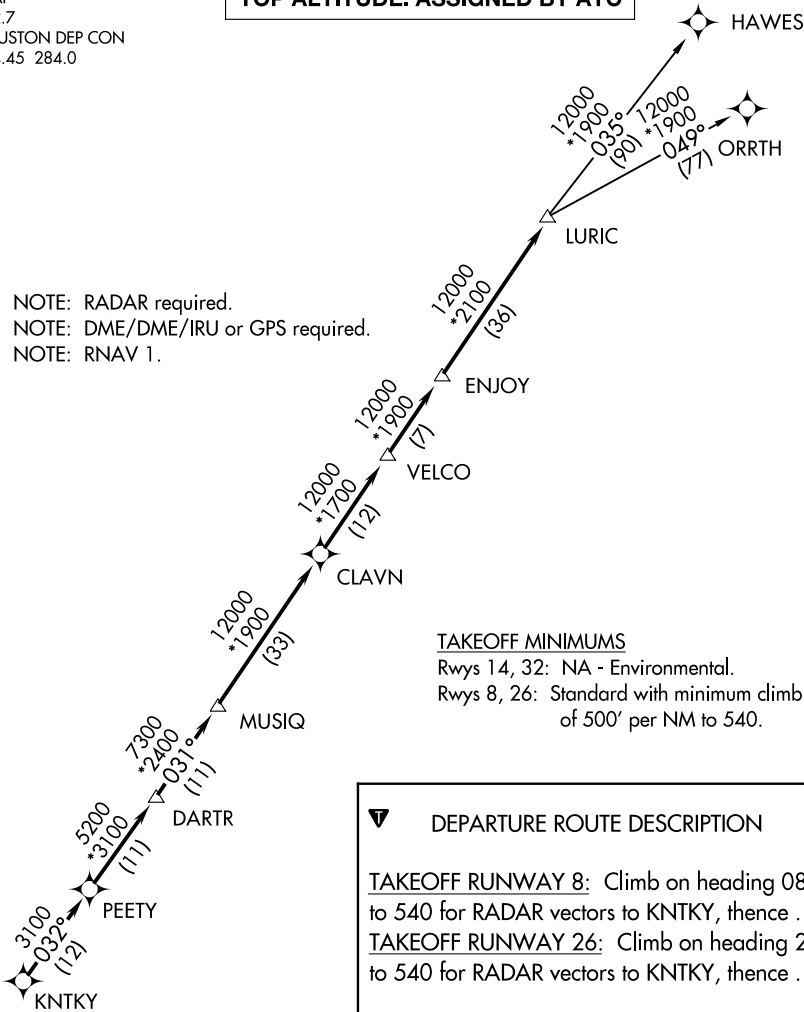 .7
USTON DEP CON
.45 284.0
TOP ALTITUDE: ASSIGNED BY ATC
HAWES
12000
*1900
035°
(90)
12000
*1900
049°
(77)
ORRTH
LURIC
12000
*2100
(36)
NOTE: RADAR required.
NOTE: DME/DME/IRU or GPS required.
NOTE: RNAV 1.
ENJOY
12000
*1900
(7)
VELCO
12000
*1700
(12)
CLAVN
12000
*1900
(33)
TAKEOFF MINIMUMS
Rwys 14, 32: NA - Environmental.
Rwys 8, 26: Standard with minimum climb
of 500' per NM to 540.
MUSIQ
7300
*2400
031°
(11)
DARTR
5200
*3100
(11)
PEETY
3100
032°
(12)
KNTKY
T
DEPARTURE ROUTE DESCRIPTION
TAKEOFF RUNWAY 8: Climb on heading 08
to 540 for RADAR vectors to KNTKY, thence .
TAKEOFF RUNWAY 26: Climb on heading 2
to 540 for RADAR vectors to KNTKY, thence .